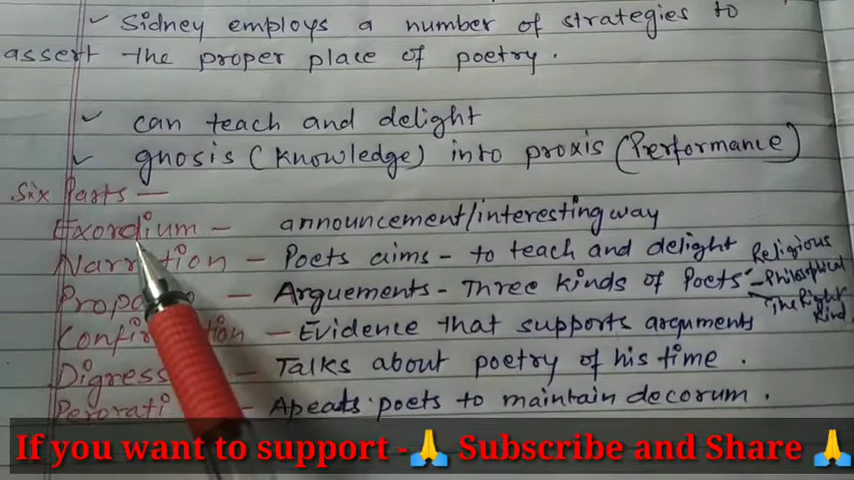 ✓ Sidney employs a number of strategies to
assert the proper place of poetry.
✓ can teach and delight
✓ gnosis (knowledge) into proxis (Performance)
Six Parts —
Exordium — announcement/interesting way
Narration — Poets aims - to teach and delight
— Arguements - Three kinds of Poets - Religious
- Philosophical
The Right Kind.
— Evidence that supports arguments
— Talks about poetry of his time.
— Apeals poets to maintain decorum.
If you want to support -🙏 Subscribe and Share 🙏